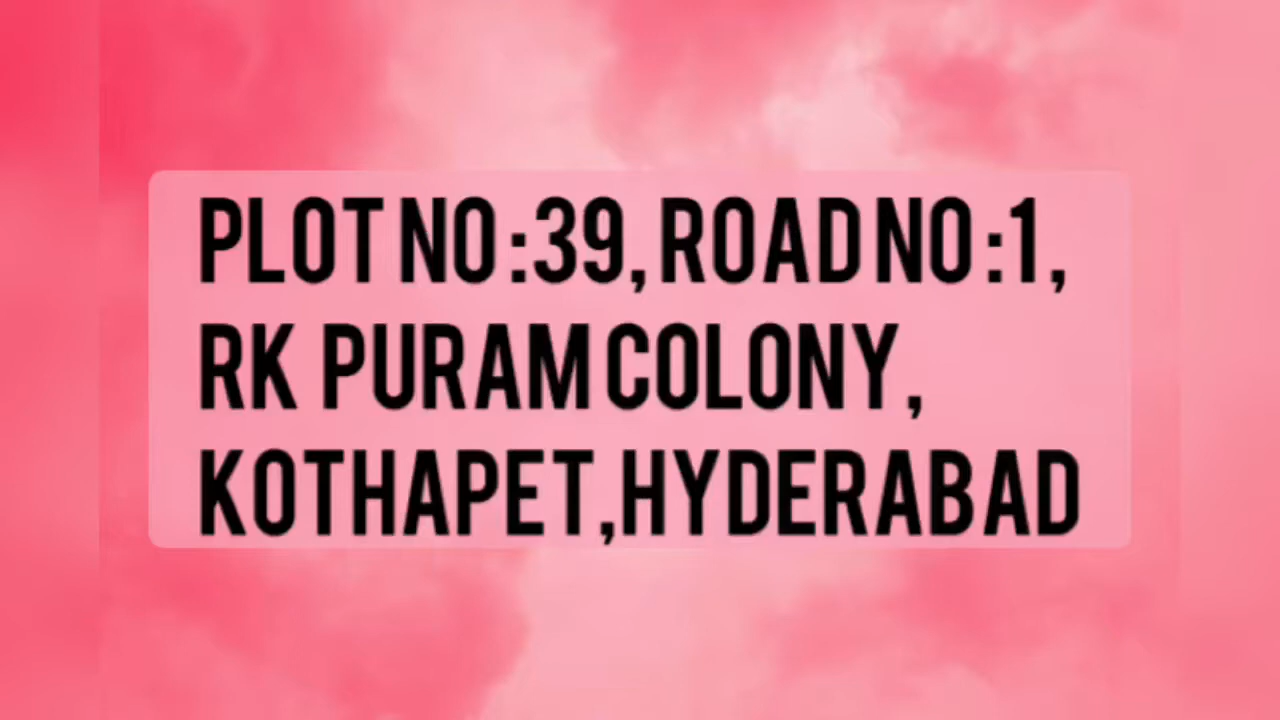 PLOT NO :39, ROAD NO :1 ,
RK PURAM COLONY ,
KOTHAPET ,HYDERABAD